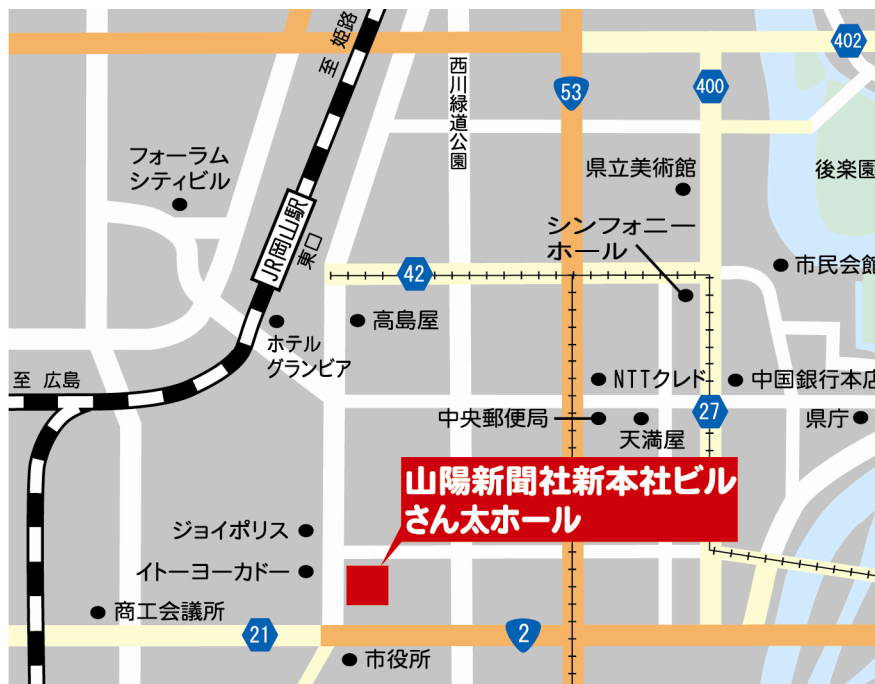 至 姫路
西川緑道公園
53
400
402
フォーラム
シティビル
県立美術館
後楽園
JR岡山駅
東口
シンフォニー
ホール
42
市民会館
高島屋
ホテル
グランビア
至 広島
NTTクレド
中国銀行本店
中央郵便局
天満屋
27
県庁
山陽新聞社新本社ビル
さん太ホール
ジョイポリス
イトーヨーカドー
商工会議所
21
2
市役所